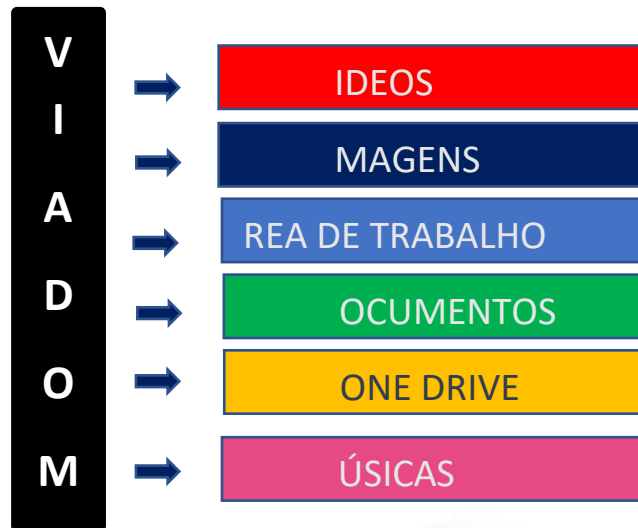 V IDEOS
I MAGENS
A REA DE TRABALHO
D OCUMENTOS
O ONE DRIVE
M ÚSICAS